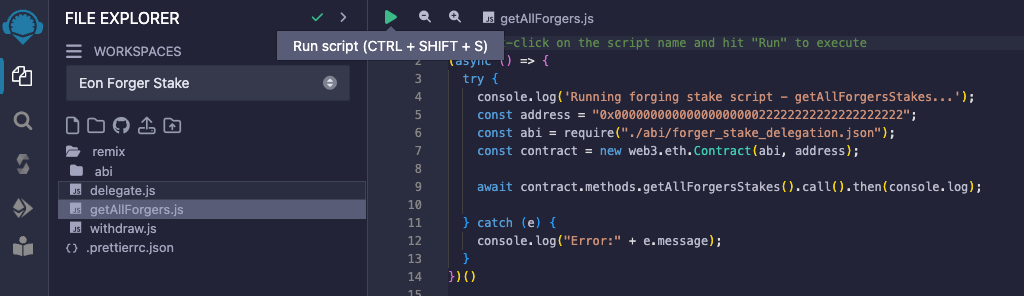 FILE EXPLORER
WORKSPACES
Eon Forger Stake
remix
abi
delegate.js
getAllForgers.js
withdraw.js
.prettierrc.json
getAllForgers.js
Run script (CTRL + SHIFT + S)
-click on the script name and hit "Run" to execute
2 (async () => {
3 try {
4 console.log('Running forging stake script - getAllForgersStakes...');
5 const address = "0x0000000000000000000022222222222222222222";
6 const abi = require("./abi/forger_stake_delegation.json");
7 const contract = new web3.eth.Contract(abi, address);
8
9 await contract.methods.getAllForgersStakes().call().then(console.log);
10
11 } catch (e) {
12 console.log("Error:" + e.message);
13 }
14 })()
15